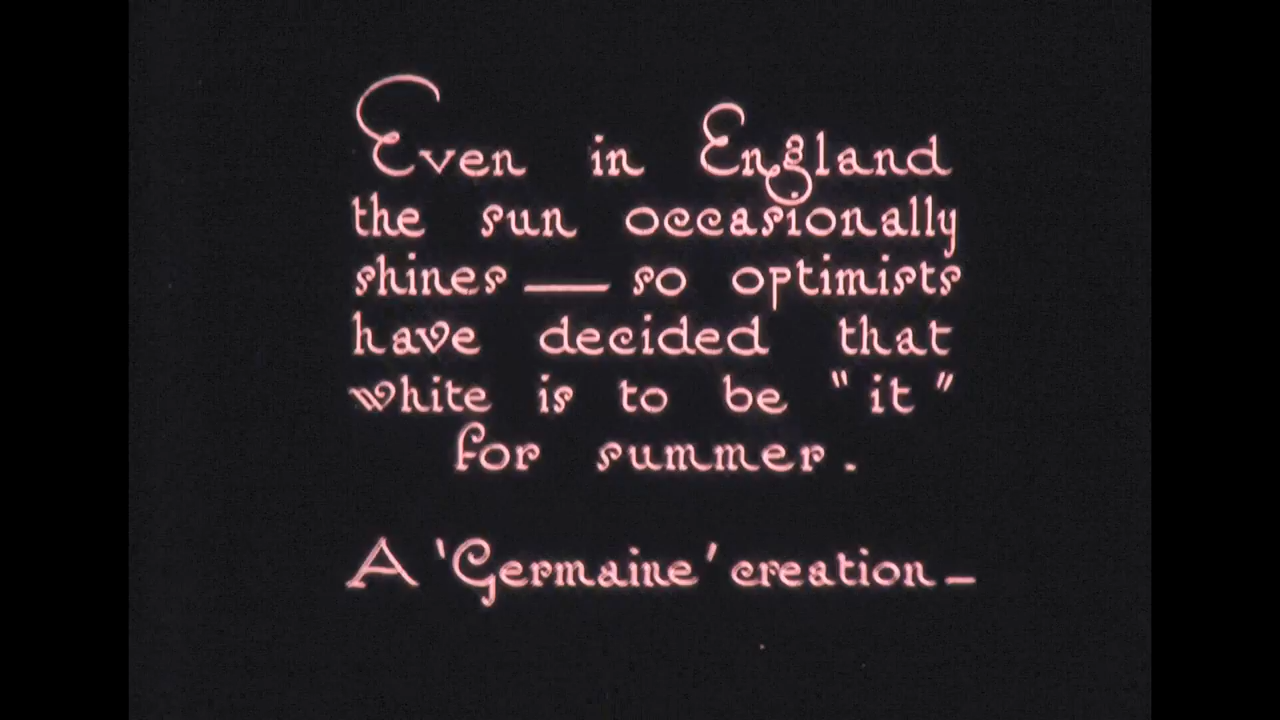 Even in England
the sun occasionally
shines — so optimists
have decided that
white is to be "it"
for summer.
A 'Germaine' creation –